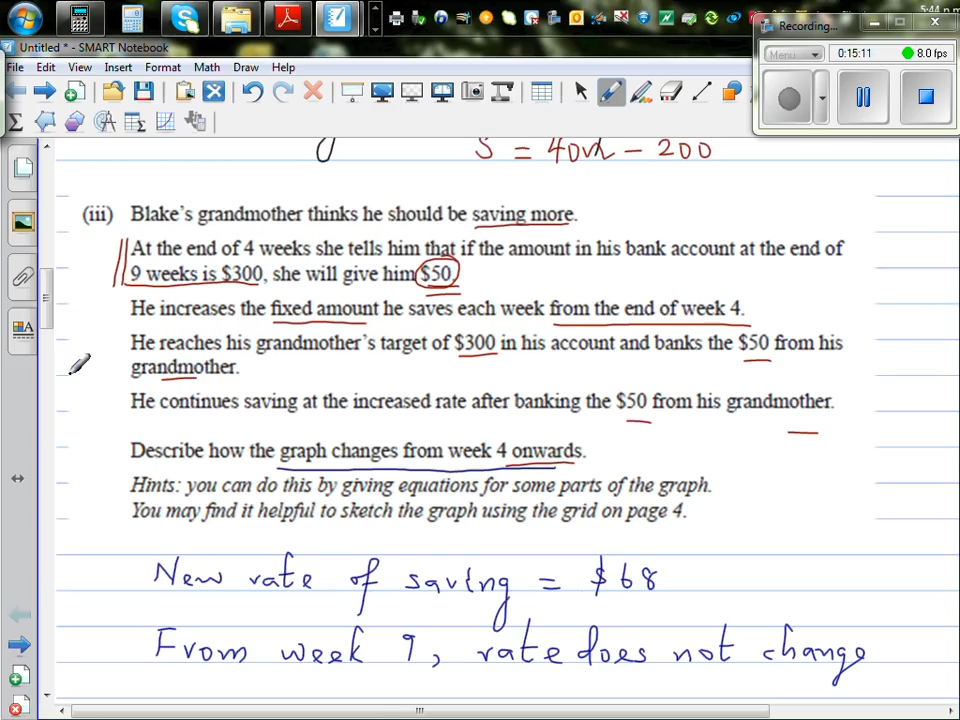 5:44 p.m.
Recording...
Menu
0:15:11
8.0 fps
Untitled * - SMART Notebook
File Edit View Insert Format Math Draw Help
S = 40n - 200
(iii) Blake's grandmother thinks he should be saving more.
At the end of 4 weeks she tells him that if the amount in his bank account at the end of
9 weeks is $300, she will give him $50.
He increases the fixed amount he saves each week from the end of week 4.
He reaches his grandmother's target of $300 in his account and banks the $50 from his
grandmother.
He continues saving at the increased rate after banking the $50 from his grandmother.
Describe how the graph changes from week 4 onwards.
Hints: you can do this by giving equations for some parts of the graph.
You may find it helpful to sketch the graph using the grid on page 4.
New rate of saving = $68
From week 9, rate does not change